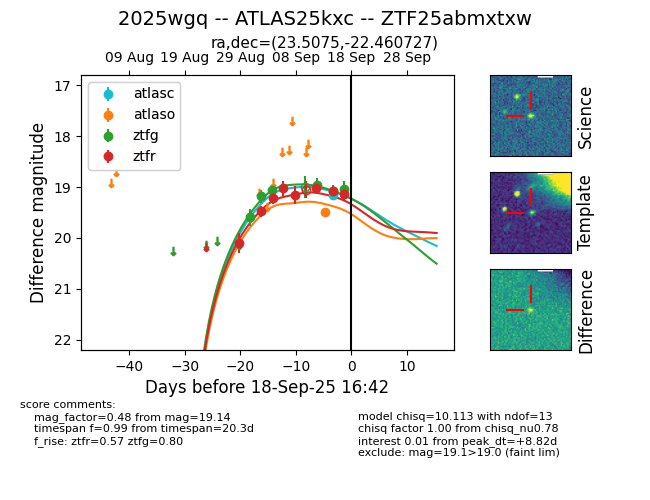 2025wgq -- ATLAS25kxc -- ZTF25abmxtxw
ra,dec=(23.5075,-22.460727)
09 Aug 19 Aug 29 Aug 08 Sep 18 Sep 28 Sep
atlasc
atlaso
ztfg
ztfr
17
18
19
20
21
22
Difference magnitude
−40 −30 −20 −10 0 10
Days before 18-Sep-25 16:42
Science
Template
Difference
score comments:
mag_factor=0.48 from mag=19.14
timespan f=0.99 from timespan=20.3d
f_rise: ztfr=0.57 ztfg=0.80
model chisq=10.113 with ndof=13
chisq factor 1.00 from chisq_nu0.78
interest 0.01 from peak_dt=+8.82d
exclude: mag=19.1>19.0 (faint lim)